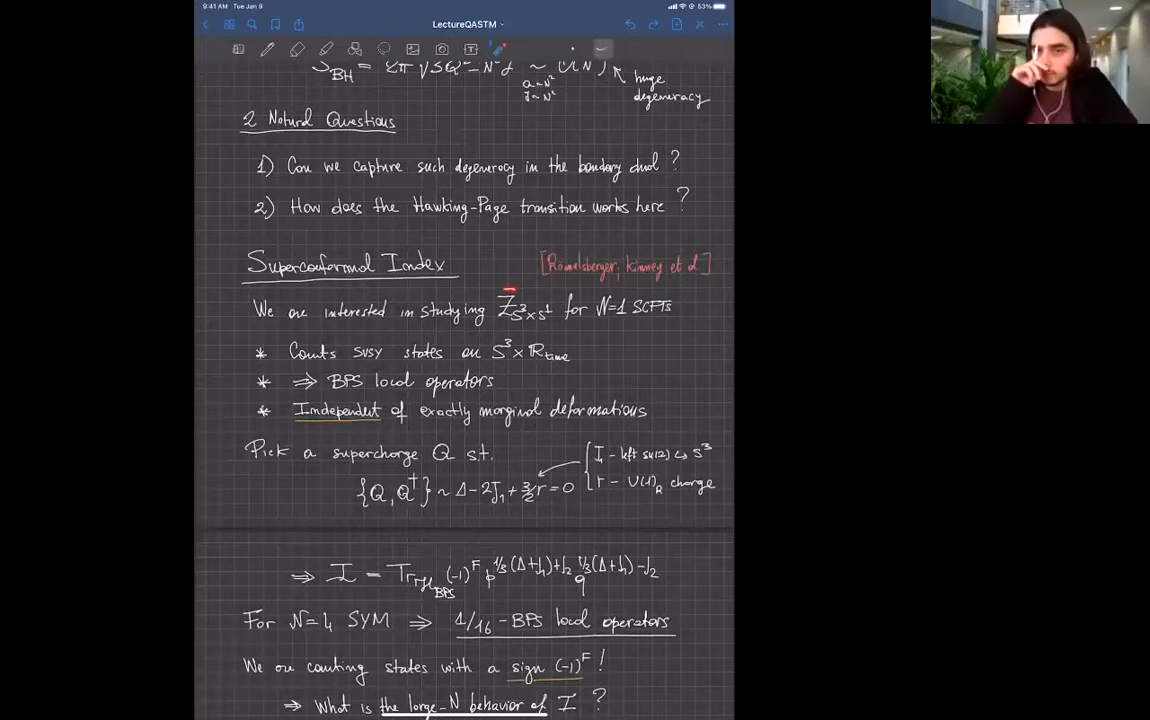 9:41 AM Tue Jan 9
53%
LectureQASTM
S_BH = 2π √3Q² - N²J ~ O(N²)
a~N²
J~N²
huge
degeneracy
2 Natural Questions
1) Can we capture such degeneracy in the boundary dual ?
2) How does the Hawking-Page transition works here ?
Superconformal Index
[Römelsberger; Kinney et al]
We are interested in studying Z_S³×S¹ for N=1 SCFTs
* Counts SUSY states on S³ × ℝ_time
* ⇒ BPS local operators
* Independent of exactly marginal deformations
Pick a supercharge Q s.t.
J₁ - left SU(2) ↪ S³
r - U(1)_R charge
{Q, Q†} ~ Δ - 2J₁ + 3/2 r = 0
⇒ I = Tr_H_BPS (-1)^F p^1/3(Δ+J₁)+J₂ q^1/3(Δ+J₁)-J₂
For N=4 SYM ⇒ 1/16 - BPS local operators
We are counting states with a sign (-1)^F !
⇒ What is the large-N behavior of I ?